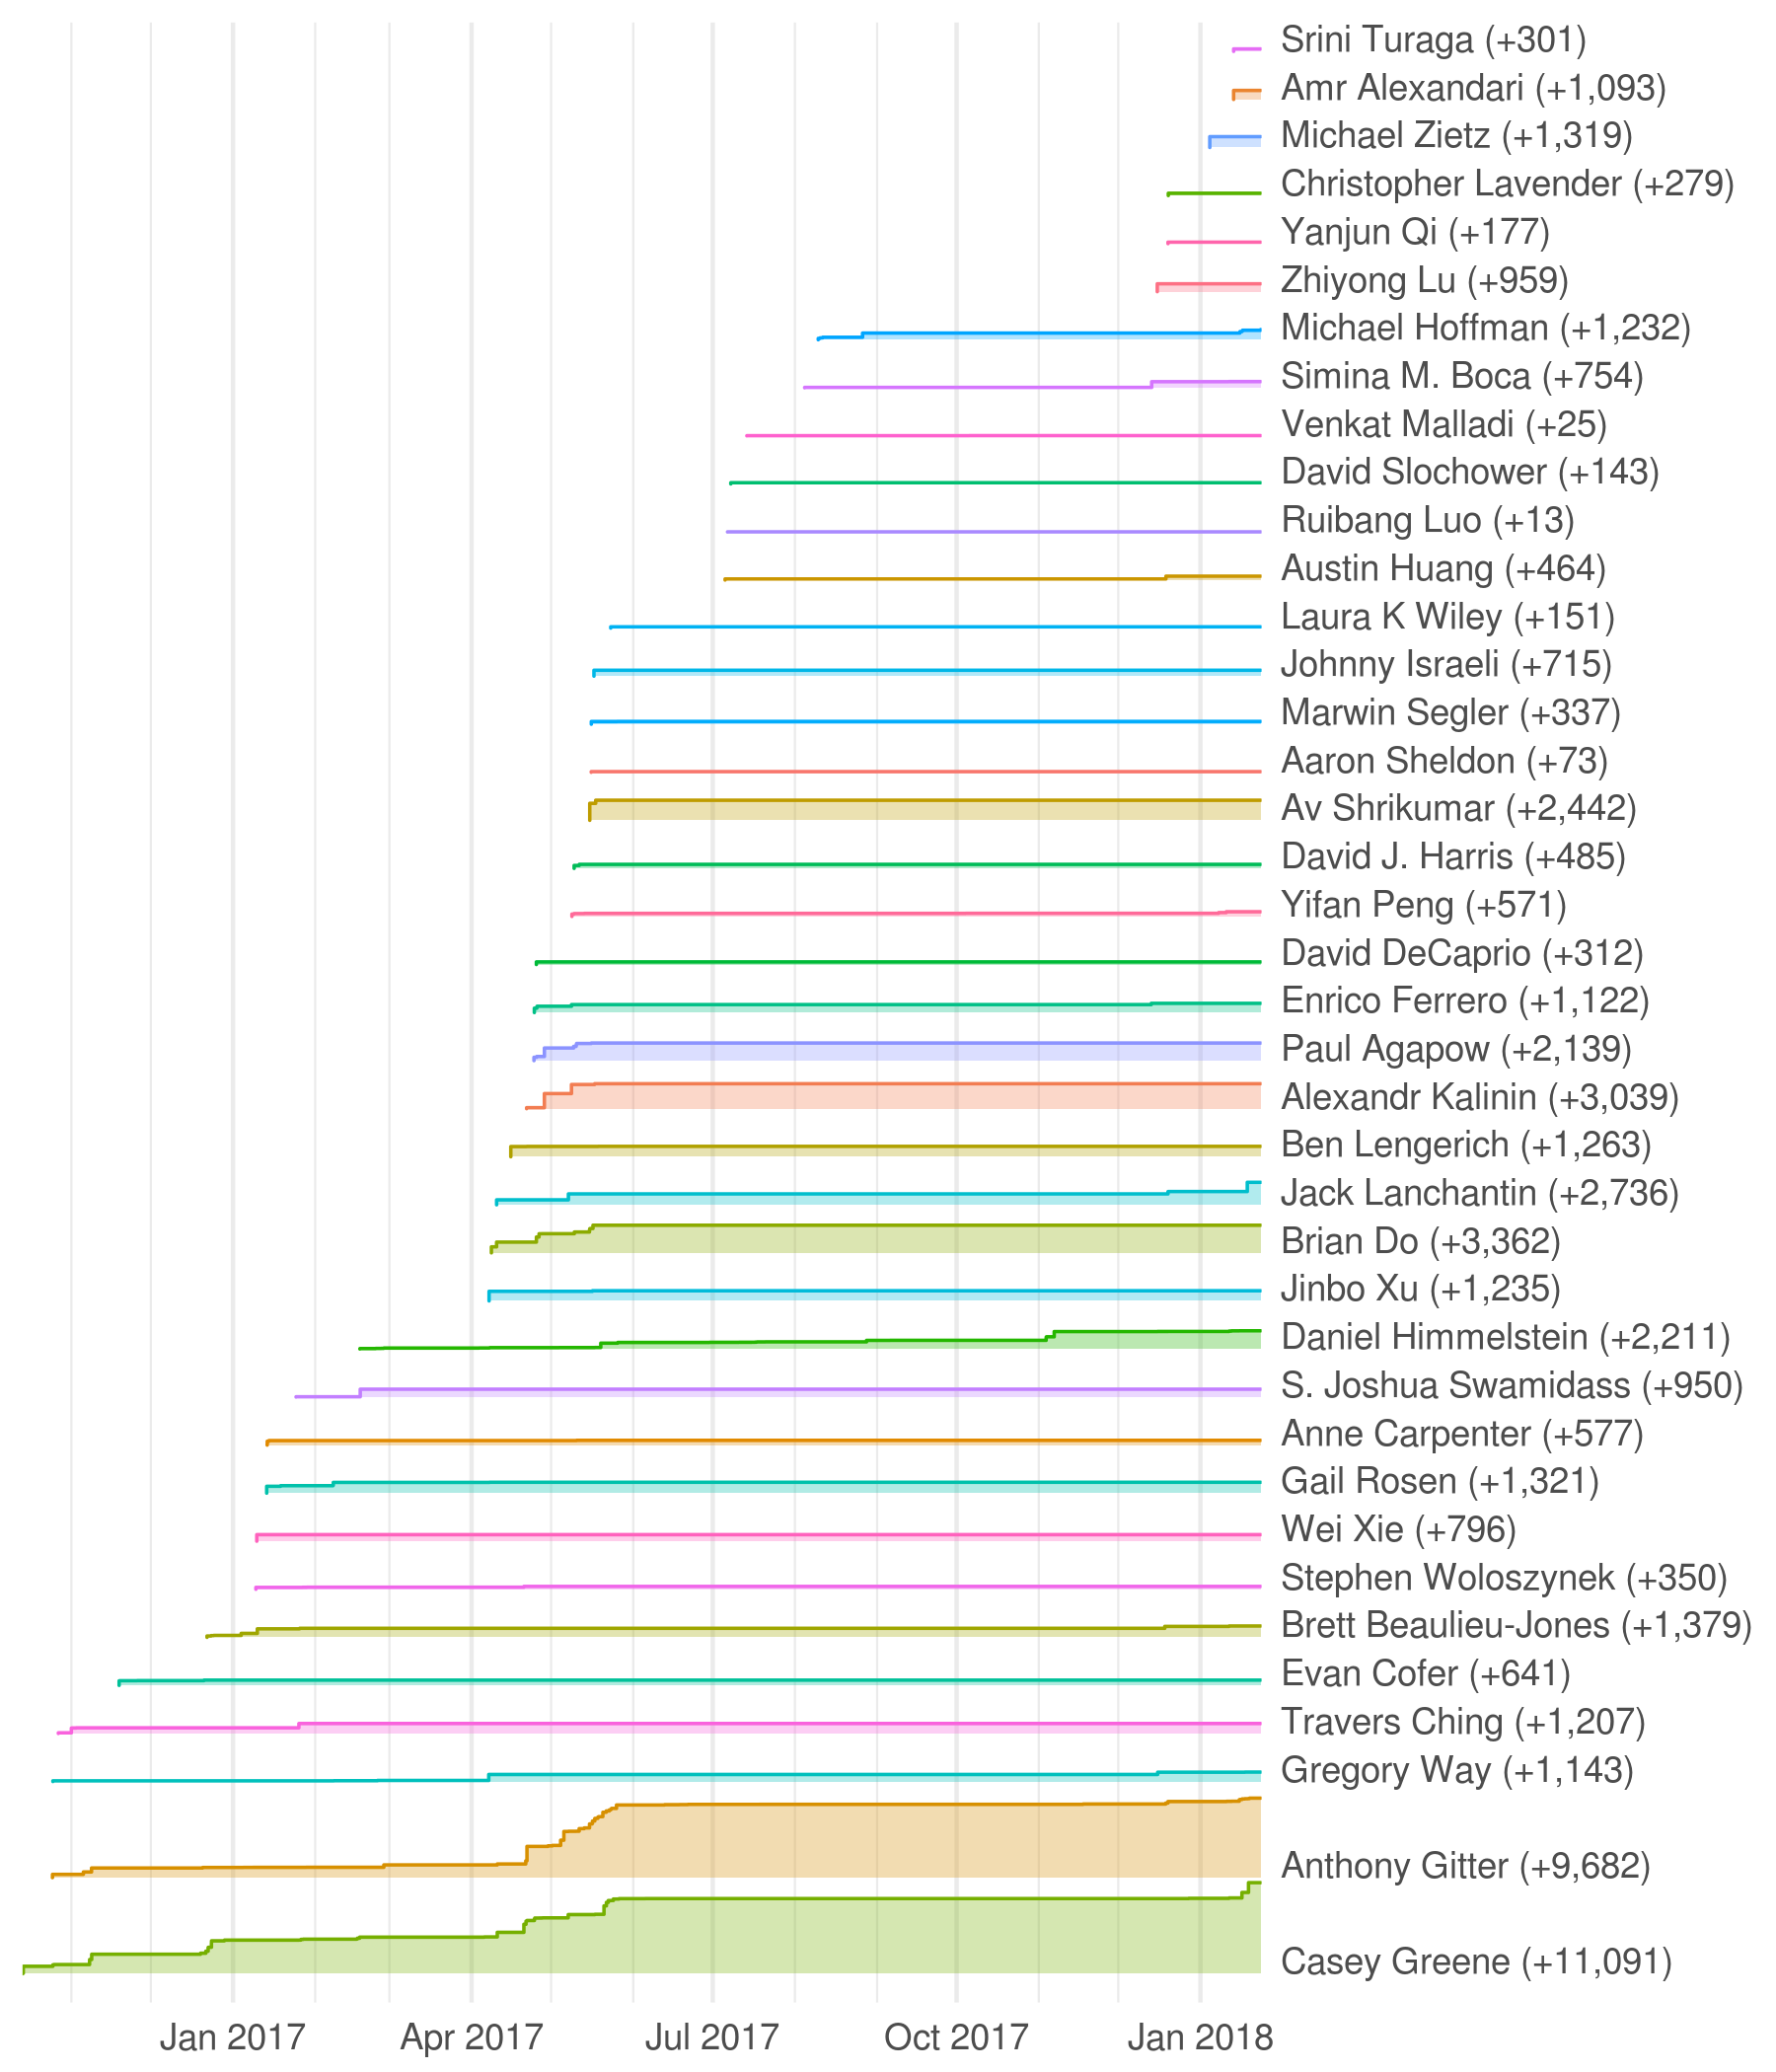 Srini Turaga (+301)
Amr Alexandari (+1,093)
Michael Zietz (+1,319)
Christopher Lavender (+279)
Yanjun Qi (+177)
Zhiyong Lu (+959)
Michael Hoffman (+1,232)
Simina M. Boca (+754)
Venkat Malladi (+25)
David Slochower (+143)
Ruibang Luo (+13)
Austin Huang (+464)
Laura K Wiley (+151)
Johnny Israeli (+715)
Marwin Segler (+337)
Aaron Sheldon (+73)
Av Shrikumar (+2,442)
David J. Harris (+485)
Yifan Peng (+571)
David DeCaprio (+312)
Enrico Ferrero (+1,122)
Paul Agapow (+2,139)
Alexandr Kalinin (+3,039)
Ben Lengerich (+1,263)
Jack Lanchantin (+2,736)
Brian Do (+3,362)
Jinbo Xu (+1,235)
Daniel Himmelstein (+2,211)
S. Joshua Swamidass (+950)
Anne Carpenter (+577)
Gail Rosen (+1,321)
Wei Xie (+796)
Stephen Woloszynek (+350)
Brett Beaulieu-Jones (+1,379)
Evan Cofer (+641)
Travers Ching (+1,207)
Gregory Way (+1,143)
Anthony Gitter (+9,682)
Casey Greene (+11,091)
Jan 2017 Apr 2017 Jul 2017 Oct 2017 Jan 2018